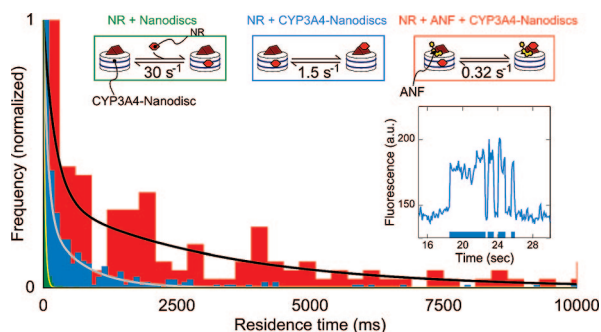 NR + Nanodiscs
NR + CYP3A4-Nanodiscs
NR + ANF + CYP3A4-Nanodiscs
NR
30 s⁻¹
1.5 s⁻¹
0.32 s⁻¹
CYP3A4-Nanodisc
ANF
Frequency (normalized)
1
0
0
2500
5000
7500
10000
Residence time (ms)
Fluorescence (a.u.)
200
150
16
20
24
28
Time (sec)